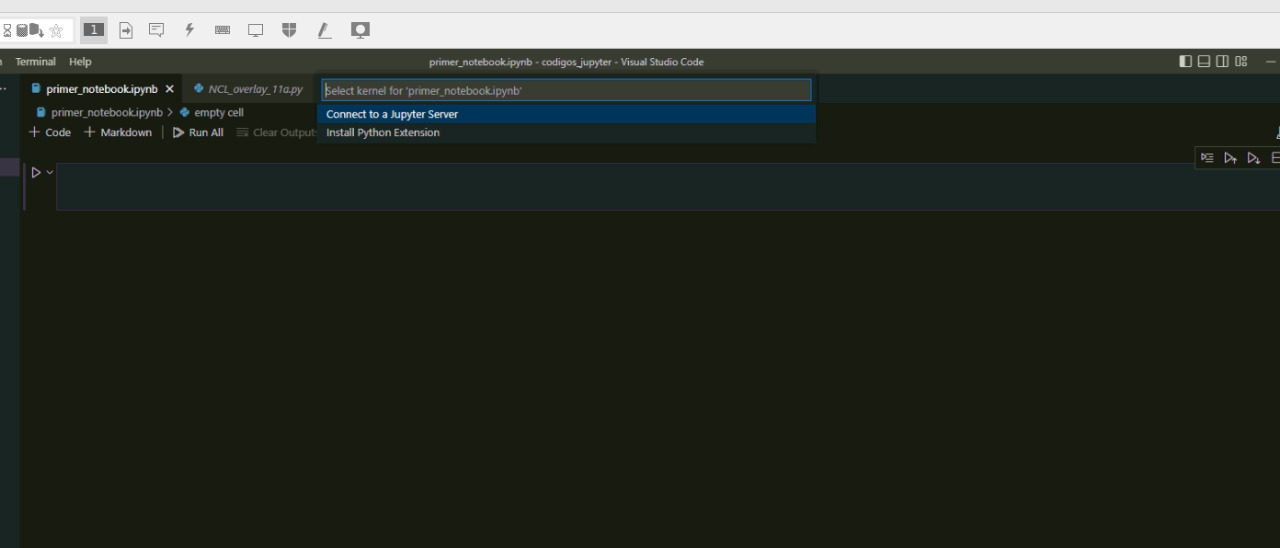 1
Terminal Help
primer_notebook.ipynb - codigos_jupyter - Visual Studio Code
primer_notebook.ipynb
NCL_overlay_11a.py
Select kernel for 'primer_notebook.ipynb'
primer_notebook.ipynb > empty cell
Connect to a Jupyter Server
+ Code + Markdown Run All Clear Output
Install Python Extension